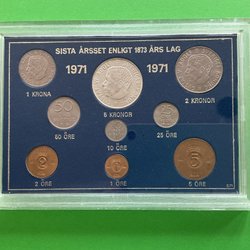 SISTA ÅRSSET ENLIGT 1873 ÅRS LAG
1971 1971
1 KRONA
5 KRONOR
2 KRONOR
50 ÖRE
10 ÖRE
25 ÖRE
2 ÖRE
1 ÖRE
5 ÖRE